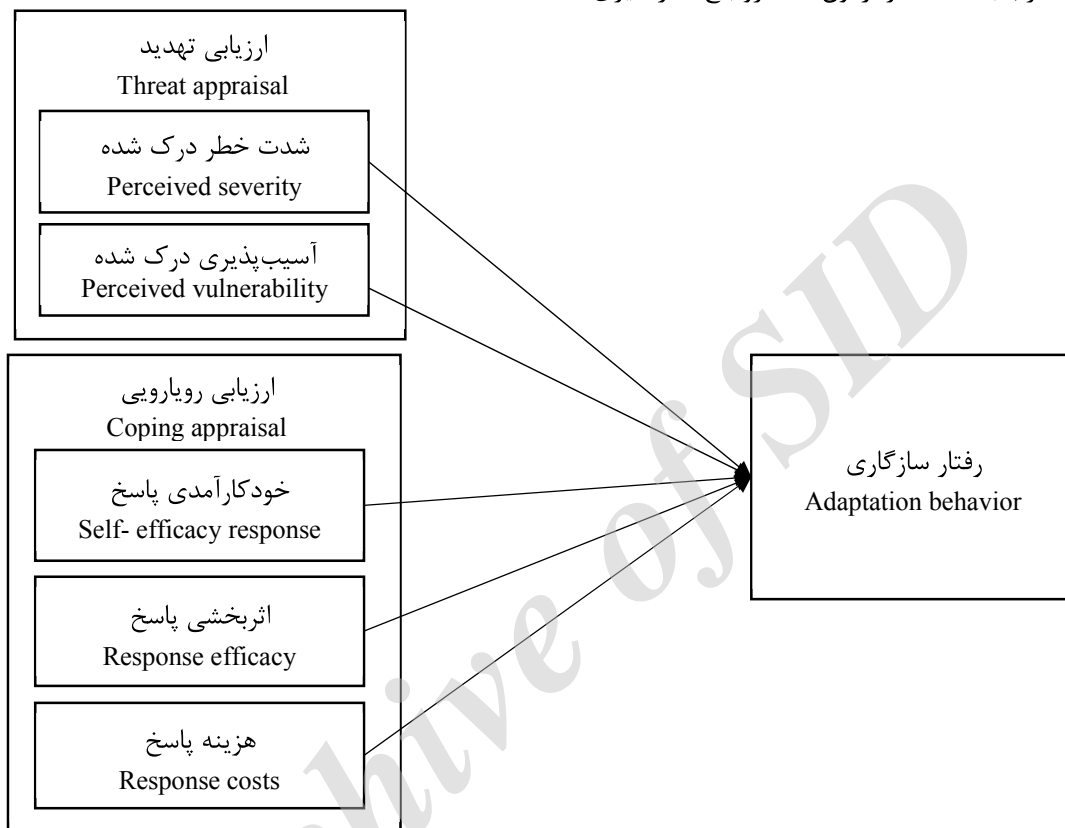 ارزیابی تهدید
Threat appraisal
شدت خطر درک شده
Perceived severity
آسیب‌پذیری درک شده
Perceived vulnerability
ارزیابی رویارویی
Coping appraisal
خودکارآمدی پاسخ
Self- efficacy response
اثربخشی پاسخ
Response efficacy
هزینه پاسخ
Response costs
رفتار سازگاری
Adaptation behavior
hive of SID